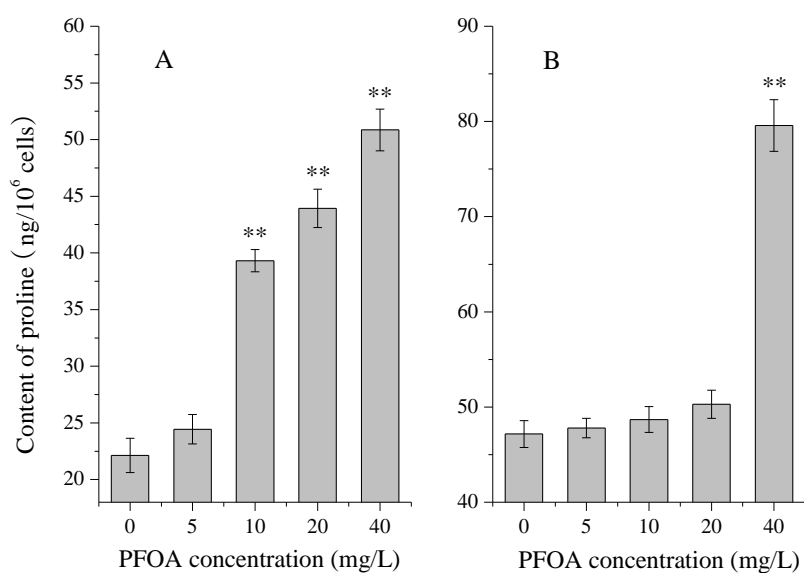 A
B
Content of proline ( ng/10⁶ cells)
60
55
50
45
40
35
30
25
20
90
80
70
60
50
40
**
**
**
**
0 5 10 20 40
0 5 10 20 40
PFOA concentration (mg/L)
PFOA concentration (mg/L)